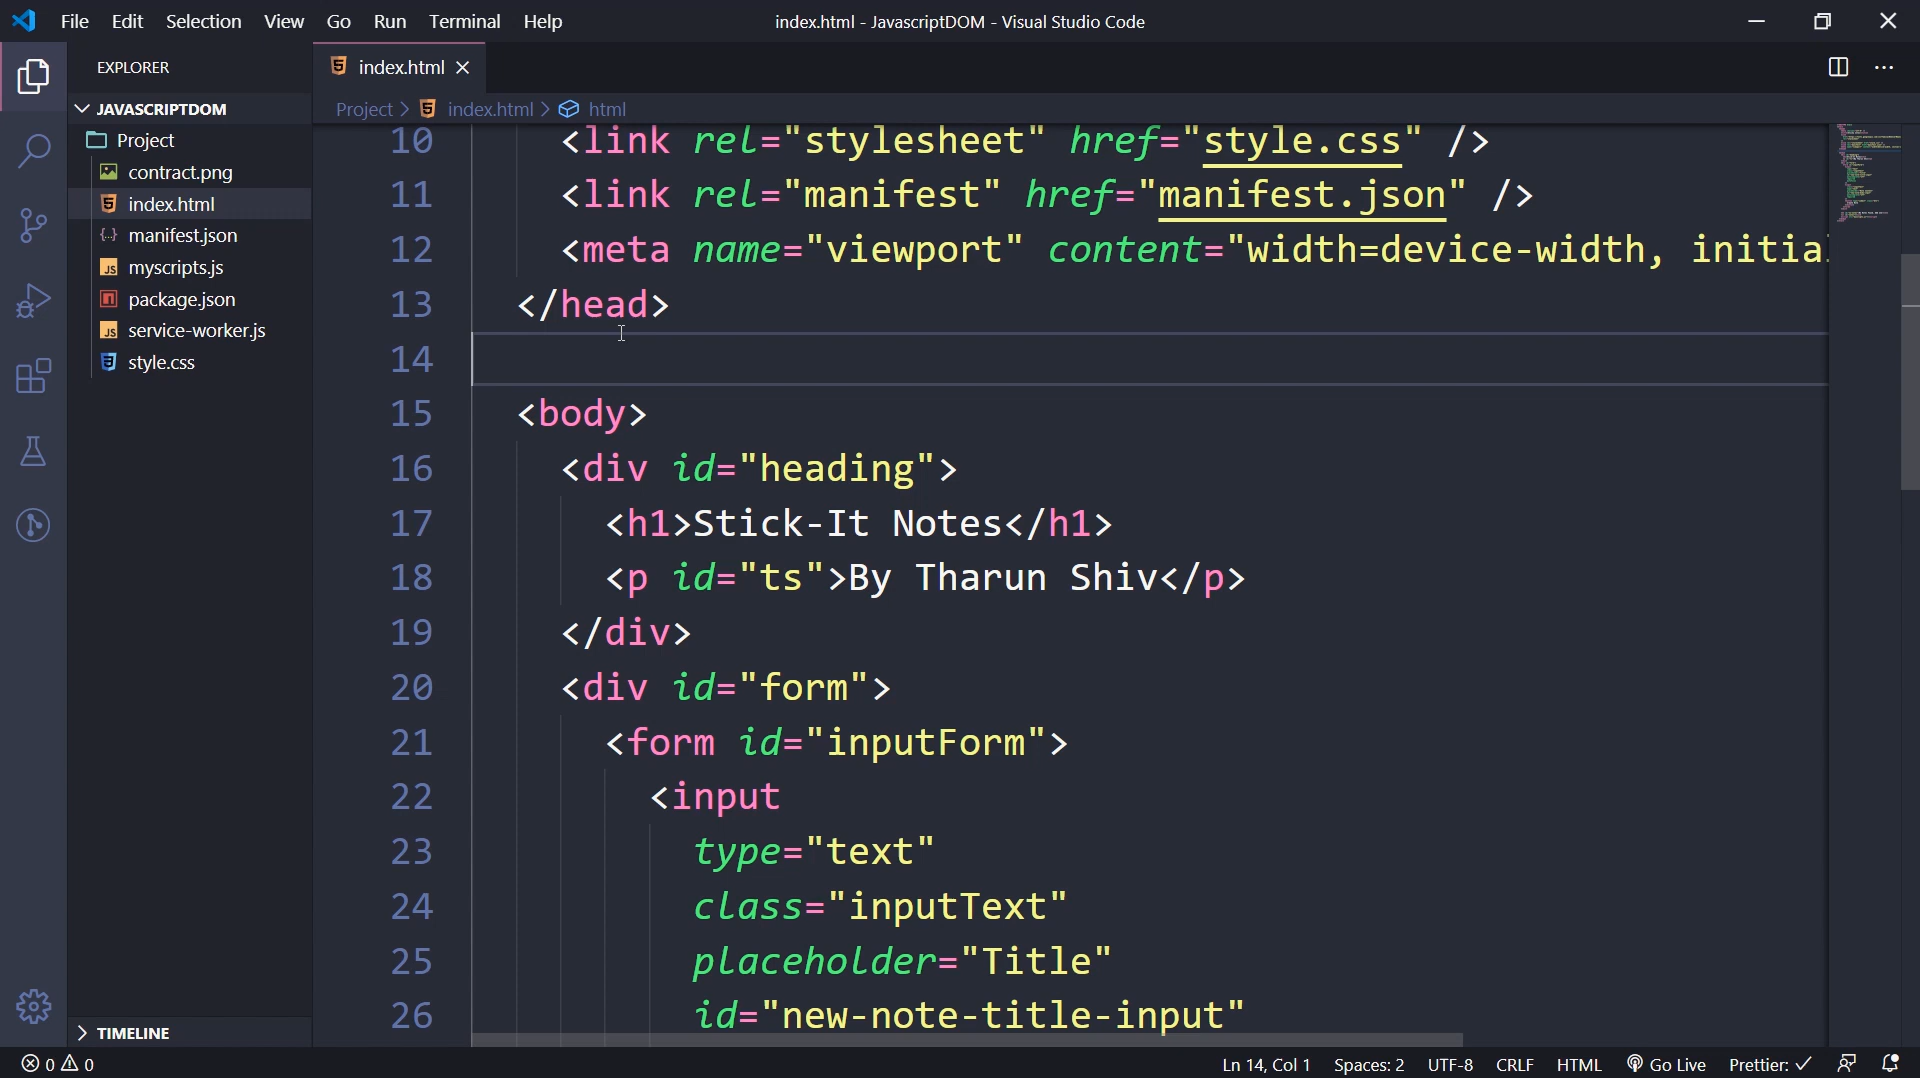 File Edit Selection View Go Run Terminal Help
index.html - JavascriptDOM - Visual Studio Code
EXPLORER
JAVASCRIPTDOM
Project
contract.png
index.html
manifest.json
myscripts.js
package.json
service-worker.js
style.css
TIMELINE
index.html
Project > index.html > html
10 <link rel="stylesheet" href="style.css" />
11 <link rel="manifest" href="manifest.json" />
12 <meta name="viewport" content="width=device-width, initia
13 </head>
14
15 <body>
16 <div id="heading">
17 <h1>Stick-It Notes</h1>
18 <p id="ts">By Tharun Shiv</p>
19 </div>
20 <div id="form">
21 <form id="inputForm">
22 <input
23 type="text"
24 class="inputText"
25 placeholder="Title"
26 id="new-note-title-input"
0 0 Ln 14, Col 1 Spaces: 2 UTF-8 CRLF HTML Go Live Prettier: ✓